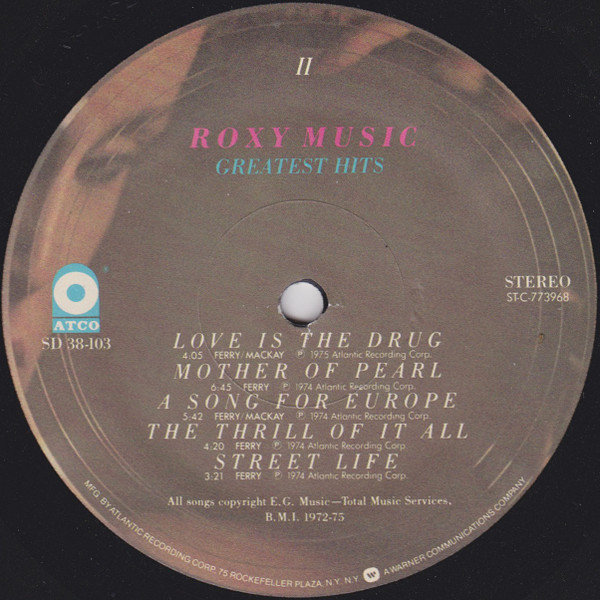 II
ROXY MUSIC
GREATEST HITS
ATCO
SD 38-103
STEREO
ST-C-773968
LOVE IS THE DRUG
4:05 FERRY/MACKAY Ⓟ 1975 Atlantic Recording Corp.
MOTHER OF PEARL
6:45 FERRY Ⓟ 1974 Atlantic Recording Corp.
A SONG FOR EUROPE
5:42 FERRY/MACKAY Ⓟ 1974 Atlantic Recording Corp.
THE THRILL OF IT ALL
4:20 FERRY Ⓟ 1974 Atlantic Recording Corp.
STREET LIFE
3:21 FERRY Ⓟ 1974 Atlantic Recording Corp.
All songs copyright E.G. Music—Total Music Services,
B.M.I. 1972-75
MFG. BY ATLANTIC RECORDING CORP. 75 ROCKEFELLER PLAZA, N.Y. N.Y. W A WARNER COMMUNICATIONS COMPANY